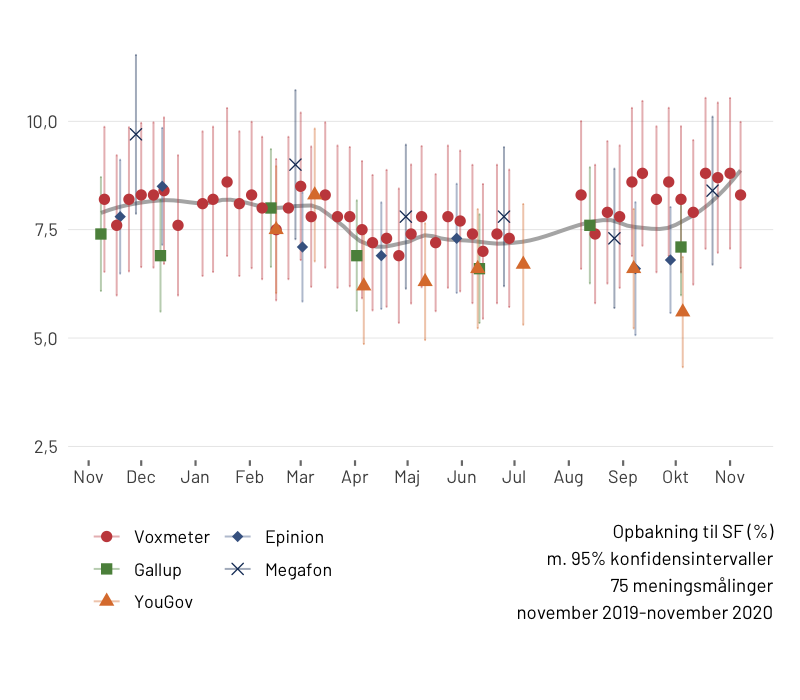 10,0
7,5
5,0
2,5
Nov Dec Jan Feb Mar Apr Maj Jun Jul Aug Sep Okt Nov
Voxmeter Epinion
Gallup Megafon
YouGov
Opbakning til SF (%)
m. 95% konfidensintervaller
75 meningsmålinger
november 2019-november 2020